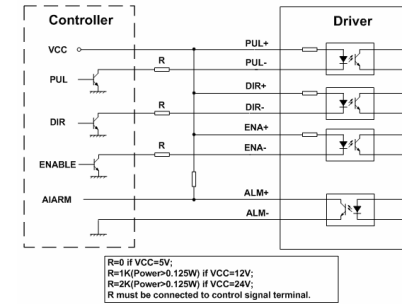 Controller
Driver
VCC
PUL
DIR
ENABLE
AlARM
R
R
R
PUL+
PUL-
DIR+
DIR-
ENA+
ENA-
ALM+
ALM-
R=0 if VCC=5V;
R=1K(Power>0.125W) if VCC=12V;
R=2K(Power>0.125W) if VCC=24V;
R must be connected to control signal terminal.